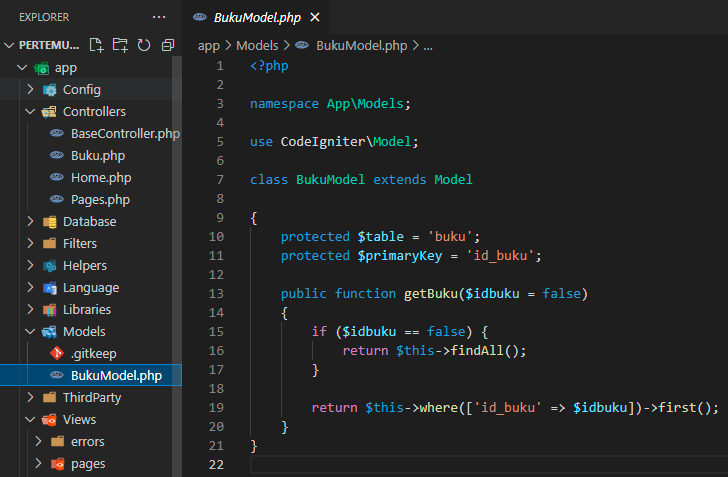 EXPLORER
PERTEMU...
app
Config
Controllers
BaseController.php
Buku.php
Home.php
Pages.php
Database
Filters
Helpers
Language
Libraries
Models
.gitkeep
BukuModel.php
ThirdParty
Views
errors
pages
BukuModel.php
app > Models > BukuModel.php > ...
1 <?php
2
3 namespace App\Models;
4
5 use CodeIgniter\Model;
6
7 class BukuModel extends Model
8
9 {
10 protected $table = 'buku';
11 protected $primaryKey = 'id_buku';
12
13 public function getBuku($idbuku = false)
14 {
15 if ($idbuku == false) {
16 return $this->findAll();
17 }
18
19 return $this->where(['id_buku' => $idbuku])->first();
20 }
21 }
22